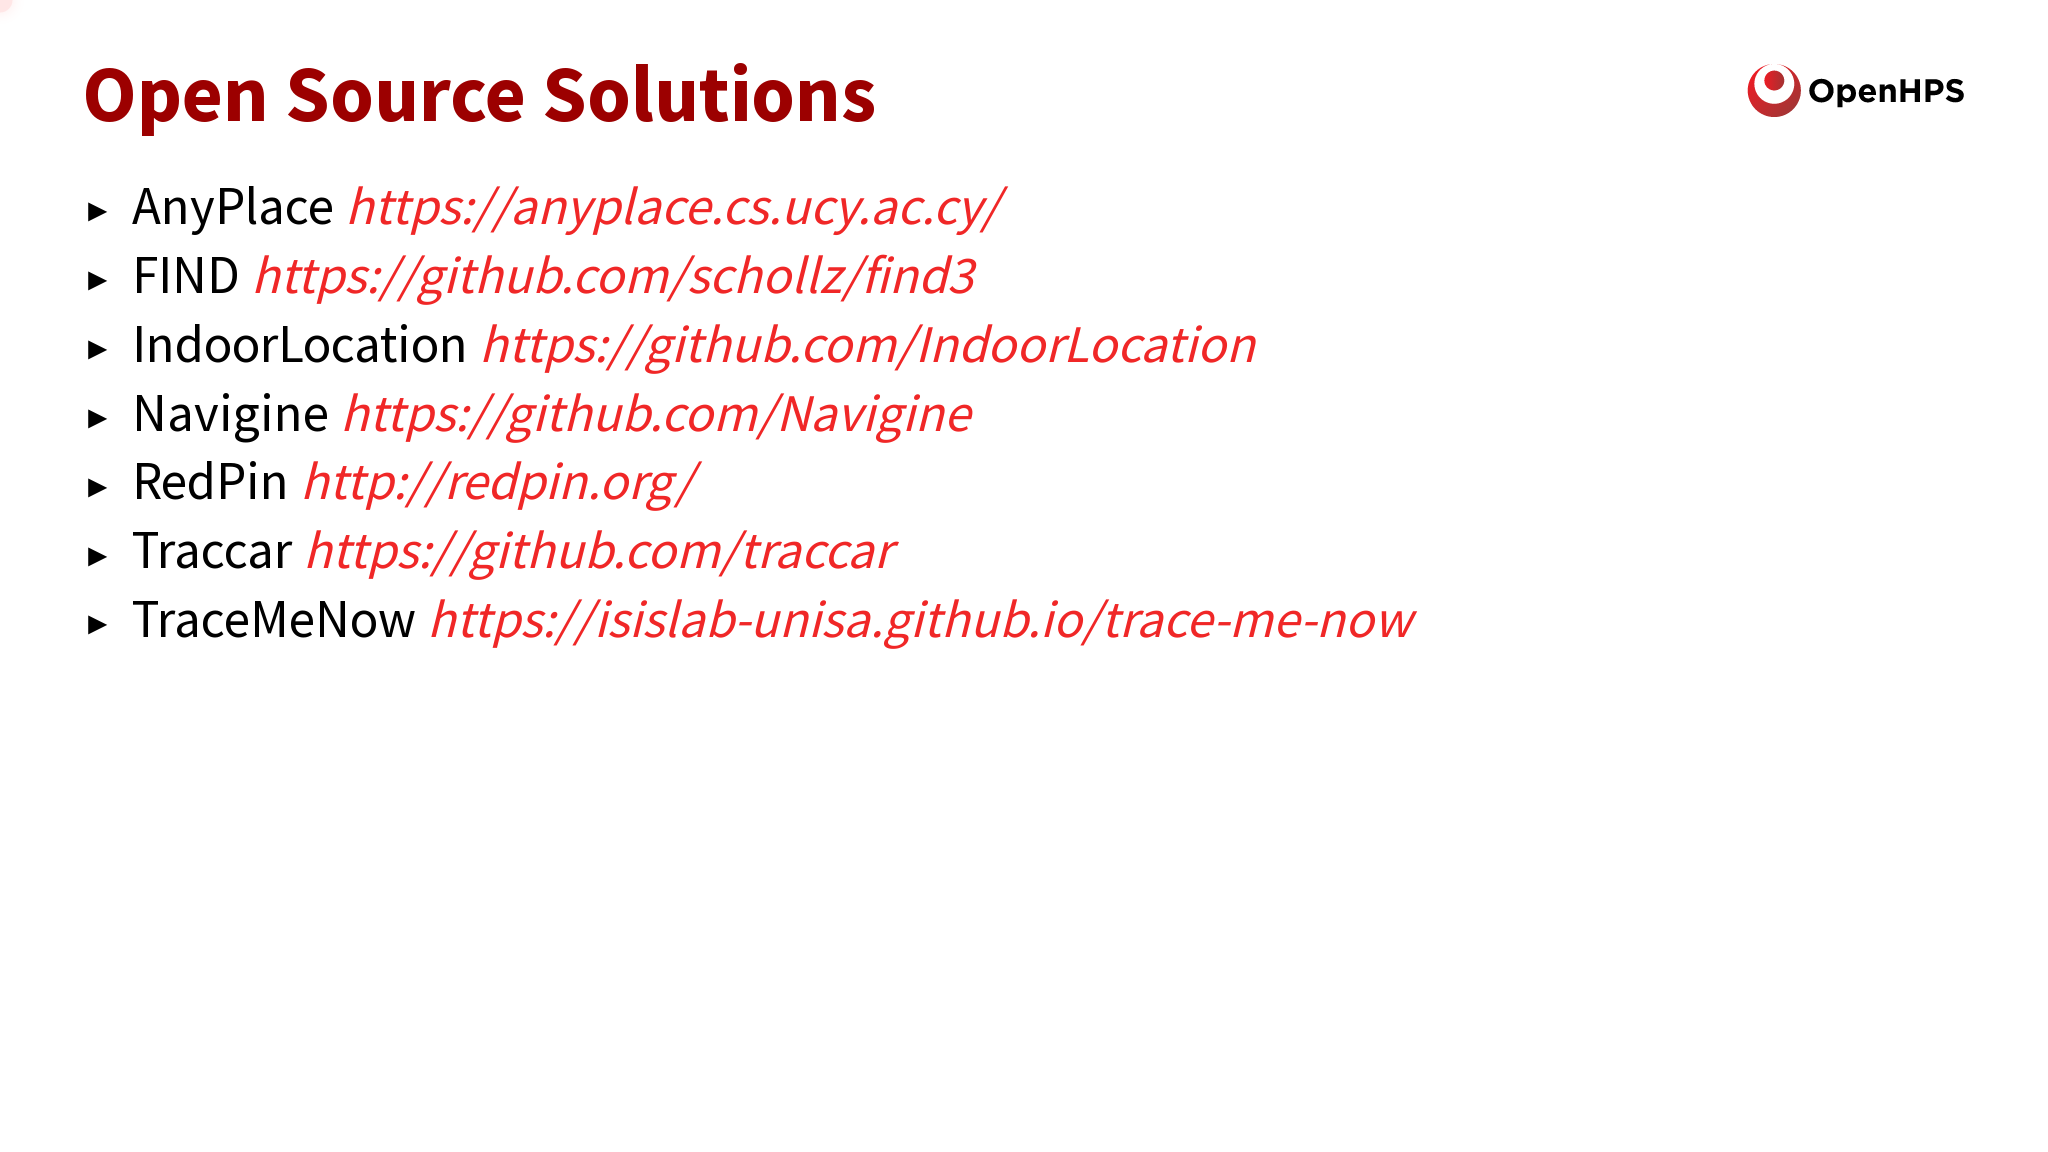 Open Source Solutions
OpenHPS
▸ AnyPlace https://anyplace.cs.ucy.ac.cy/
▸ FIND https://github.com/schollz/find3
▸ IndoorLocation https://github.com/IndoorLocation
▸ Navigine https://github.com/Navigine
▸ RedPin http://redpin.org/
▸ Traccar https://github.com/traccar
▸ TraceMeNow https://isislab-unisa.github.io/trace-me-now